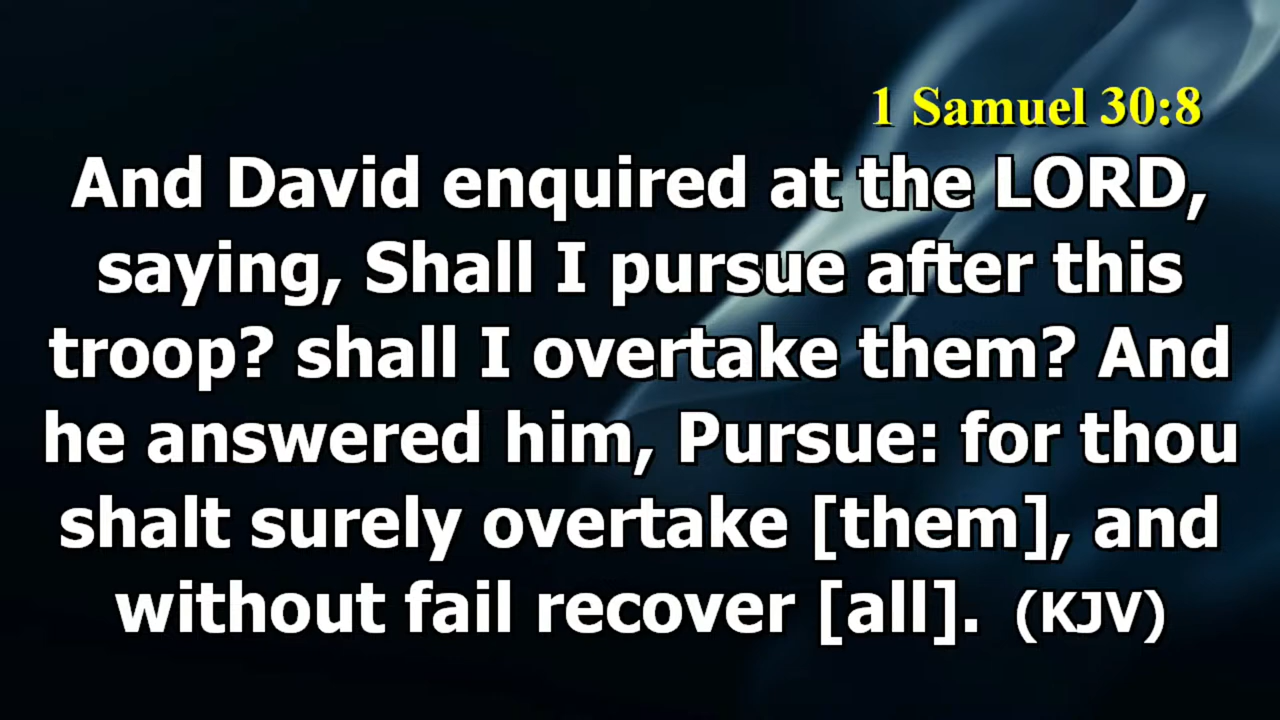 1 Samuel 30:8
And David enquired at the LORD,
saying, Shall I pursue after this
troop? shall I overtake them? And
he answered him, Pursue: for thou
shalt surely overtake [them], and
without fail recover [all]. (KJV)